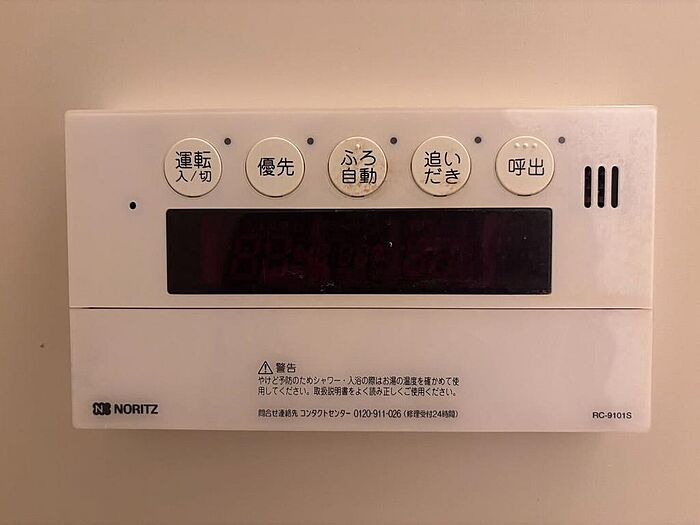 運転
入/切
優先
ふろ
自動
追い
だき
呼出
警告
やけど予防のためシャワー・入浴の際はお湯の温度を確かめて使
用してください。取扱説明書をよく読み正しくご使用ください。
NORITZ
問合せ連絡先 コンタクトセンター 0120-911-026 (修理受付24時間)
RC-9101S